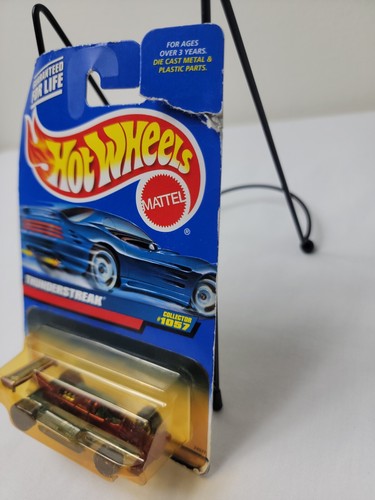 GUARANTEED
FOR LIFE
FOR AGES
OVER 3 YEARS.
DIE CAST METAL &
PLASTIC PARTS.
HOT WHEELS
MATTEL
®
THUNDERSTREAK
COLLECTOR
#1057